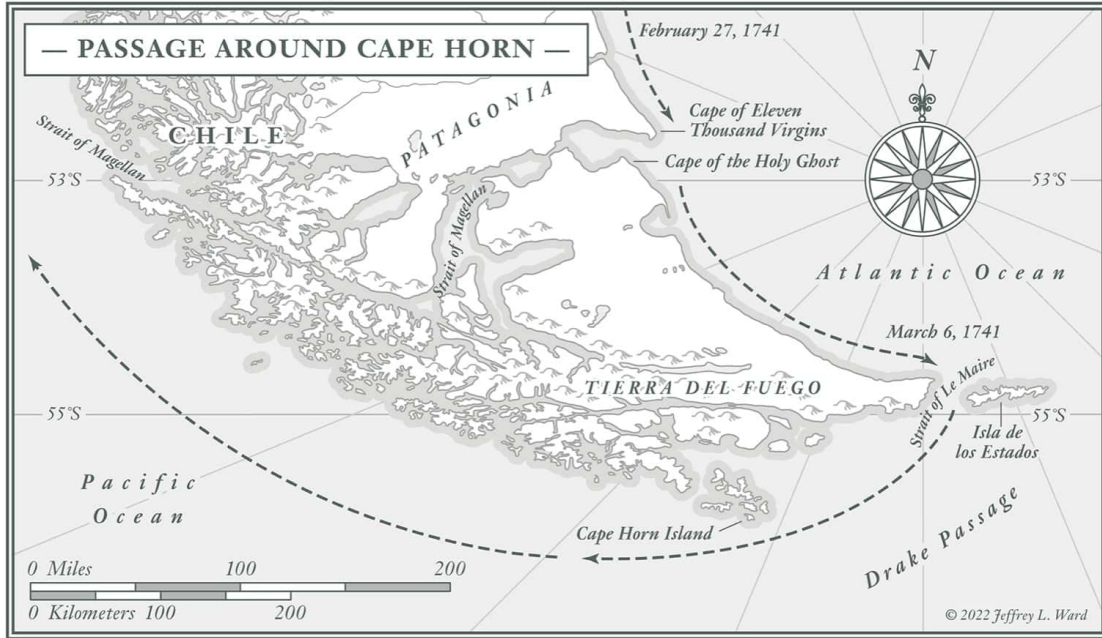 — PASSAGE AROUND CAPE HORN —
February 27, 1741
N
Cape of Eleven
Thousand Virgins
CHILE
PATAGONIA
Strait of Magellan
Cape of the Holy Ghost
53°S
53°S
Strait of Magellan
Atlantic Ocean
March 6, 1741
TIERRA DEL FUEGO
Strait of Le Maire
55°S
55°S
Isla de
los Estados
Pacific
Ocean
Cape Horn Island
Drake Passage
0 Miles 100 200
0 Kilometers 100 200
© 2022 Jeffrey L. Ward